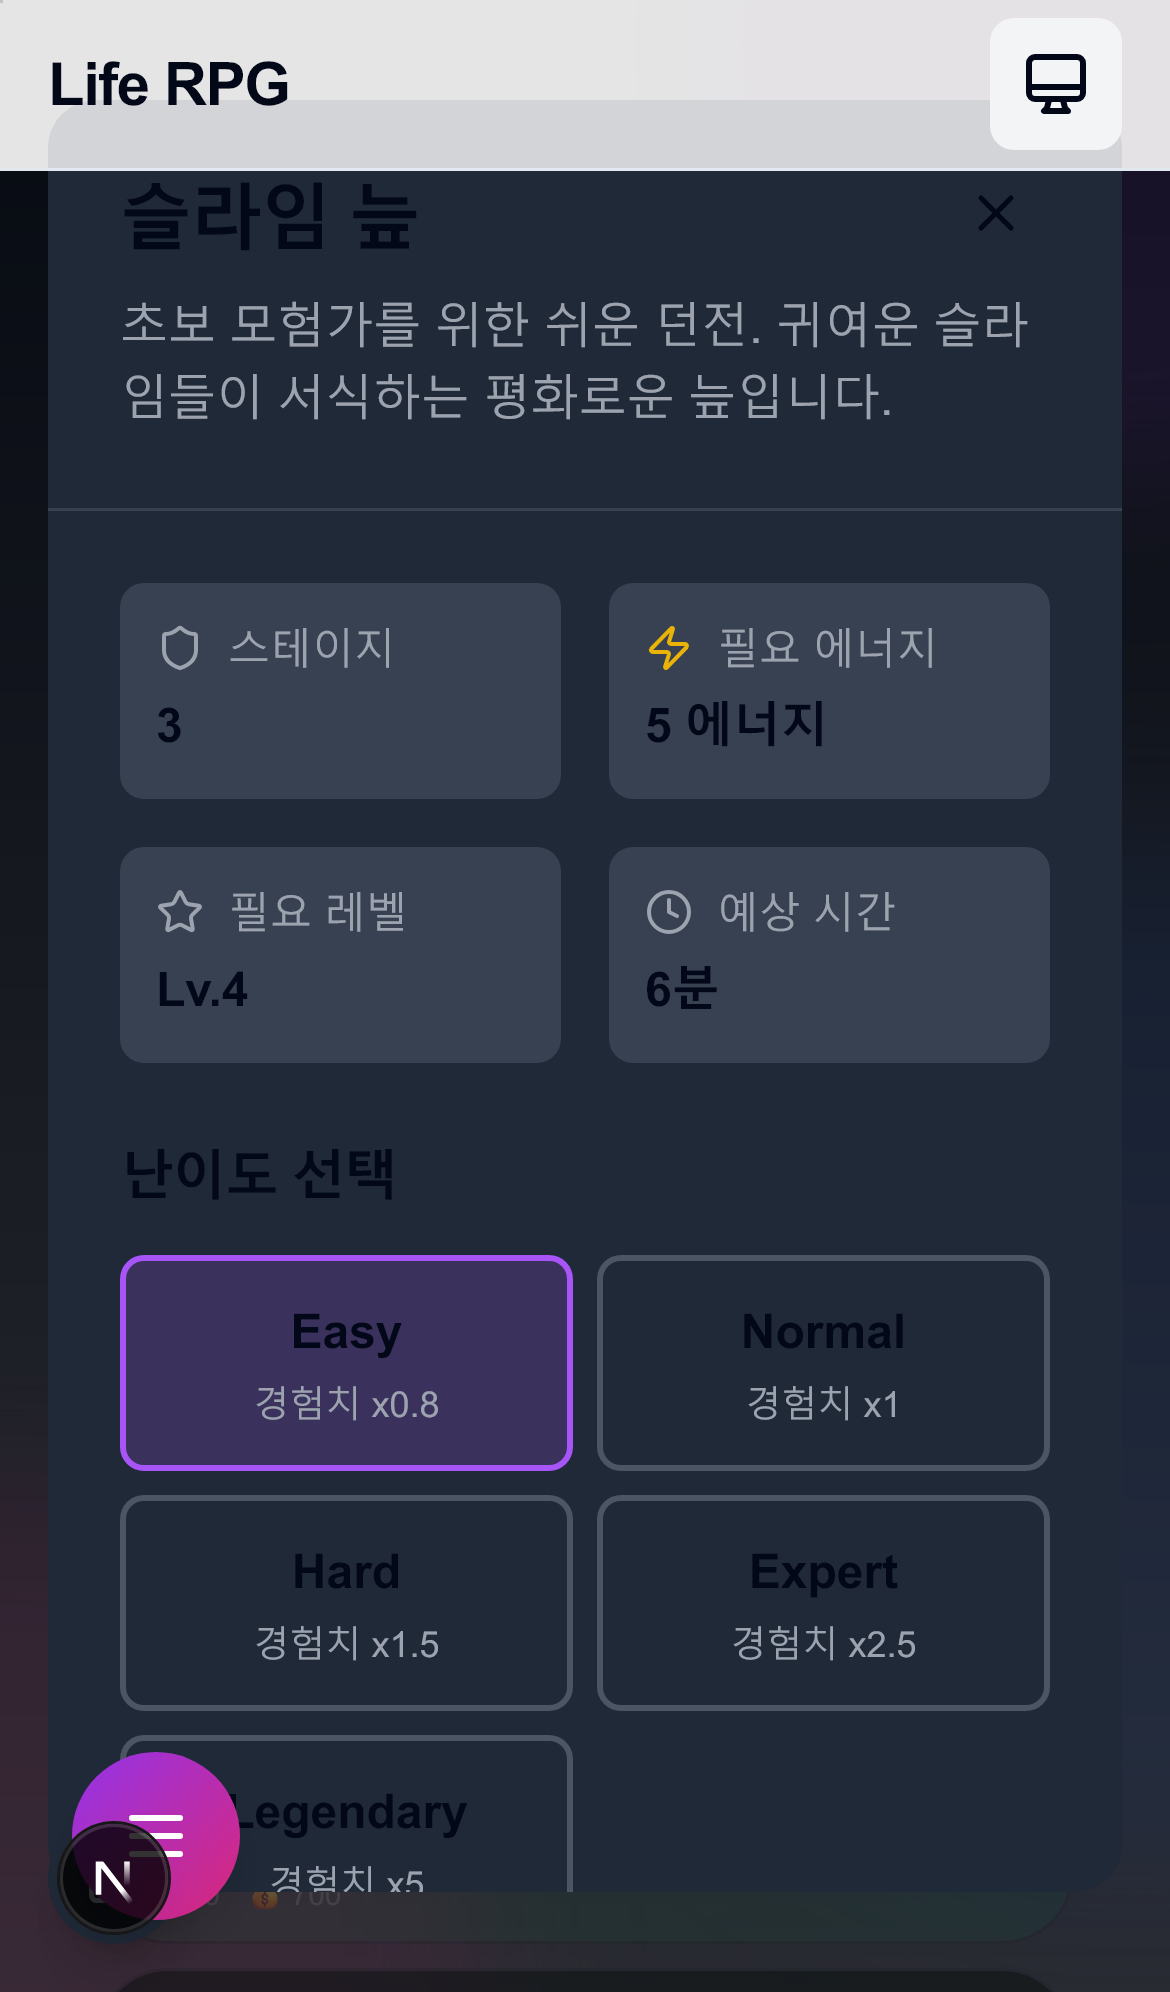 Life RPG
슬라임 늪
초보 모험가를 위한 쉬운 던전. 귀여운 슬라
임들이 서식하는 평화로운 늪입니다.
스테이지
3
필요 에너지
5 에너지
필요 레벨
Lv.4
예상 시간
6분
난이도 선택
Easy
경험치 x0.8
Normal
경험치 x1
Hard
경험치 x1.5
Expert
경험치 x2.5
Legendary
경험치 x5
N
700